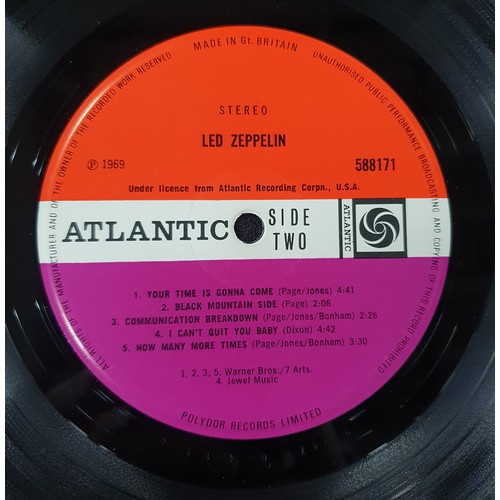 MADE IN Gt. BRITAIN
ALL RIGHTS OF THE MANUFACTURER AND OF THE OWNER OF THE RECORDED WORK RESERVED
UNAUTHORISED PUBLIC PERFORMANCE BROADCASTING AND COPYING OF THIS RECORD PROHIBITED
STEREO
LED ZEPPELIN
℗ 1969
588171
Under licence from Atlantic Recording Corpn., U.S.A.
ATLANTIC
SIDE
TWO
ATLANTIC
1. YOUR TIME IS GONNA COME (Page/Jones) 4:41
2. BLACK MOUNTAIN SIDE (Page) 2:06
3. COMMUNICATION BREAKDOWN (Page/Jones/Bonham) 2:26
4. I CAN'T QUIT YOU BABY (Dixon) 4:42
5. HOW MANY MORE TIMES (Page/Jones/Bonham) 3:30
1, 2, 3, 5, Warner Bros./7 Arts.
4. Jewel Music
POLYDOR RECORDS LIMITED